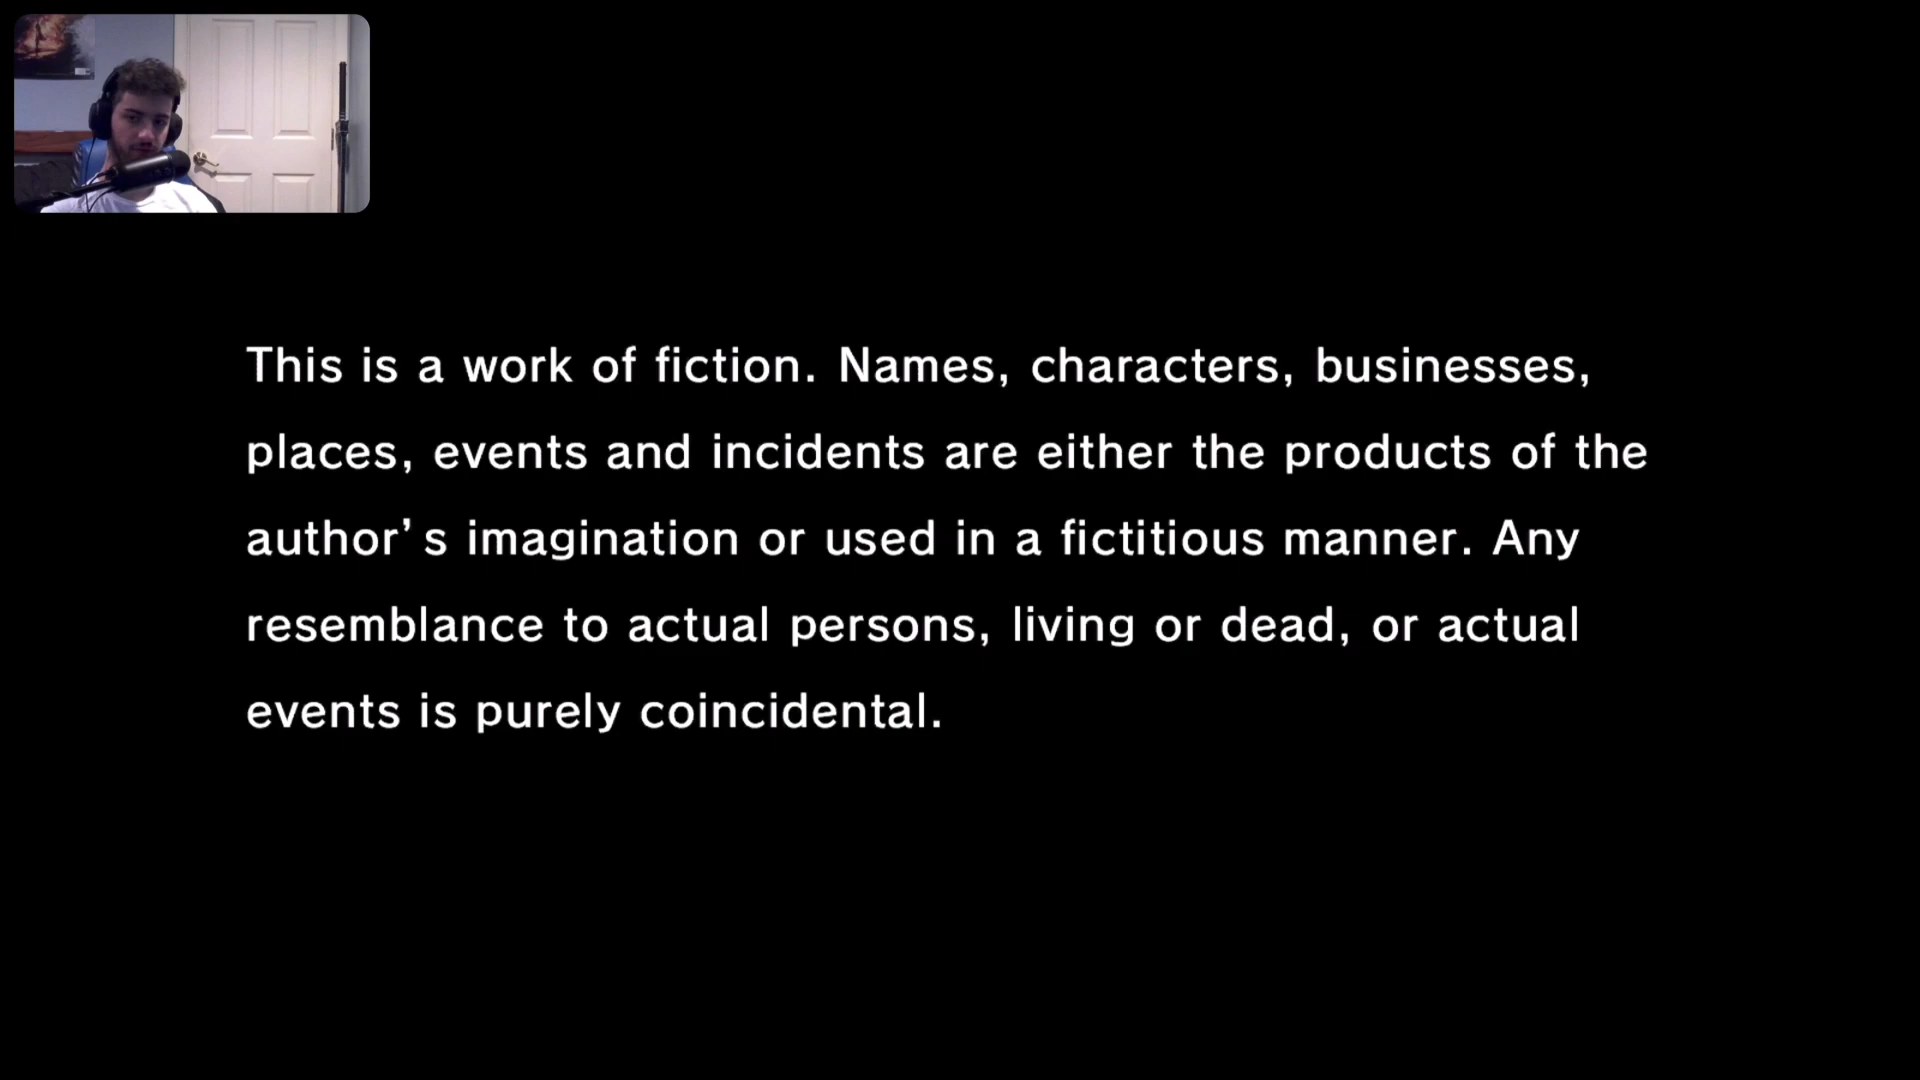 This is a work of fiction. Names, characters, businesses,
places, events and incidents are either the products of the
author's imagination or used in a fictitious manner. Any
resemblance to actual persons, living or dead, or actual
events is purely coincidental.